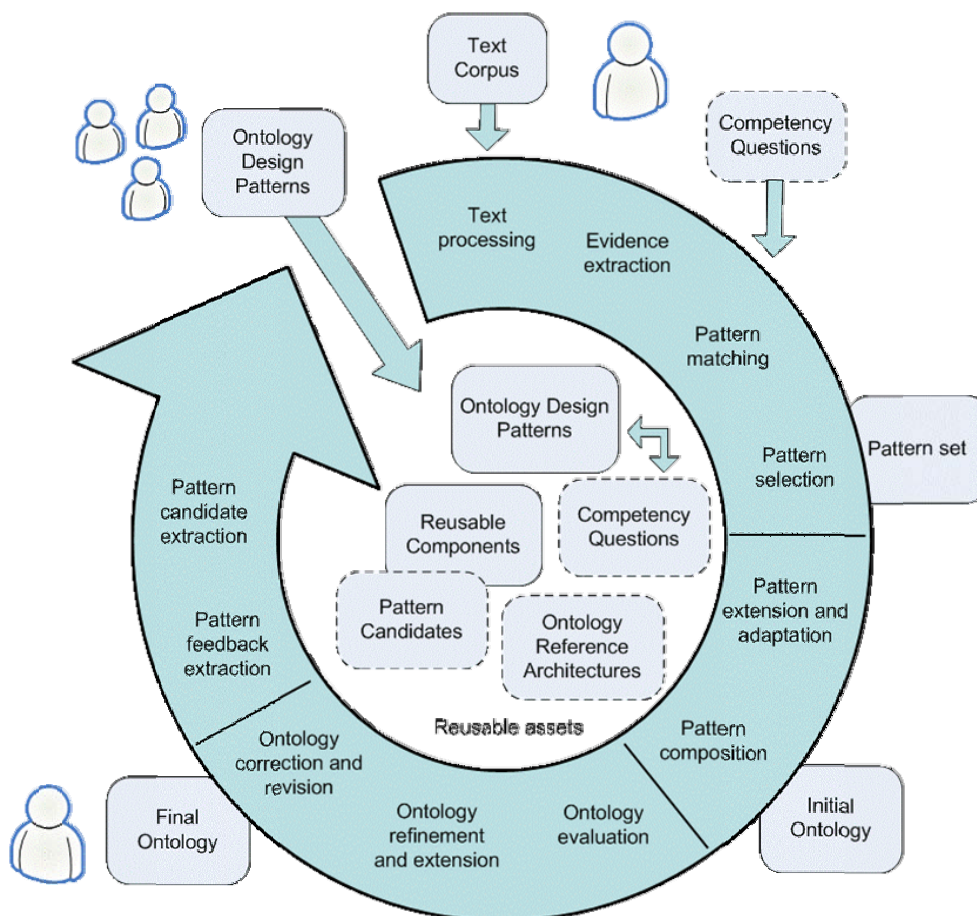 Text
Corpus
Ontology
Design
Patterns
Competency
Questions
Text
processing
Evidence
extraction
Pattern
matching
Pattern
selection
Pattern set
Pattern
extension and
adaptation
Pattern
composition
Initial
Ontology
Ontology
evaluation
Ontology
refinement
and extension
Ontology
correction and
revision
Final
Ontology
Pattern
feedback
extraction
Pattern
candidate
extraction
Ontology Design
Patterns
Reusable
Components
Competency
Questions
Pattern
Candidates
Ontology
Reference
Architectures
Reusable assets